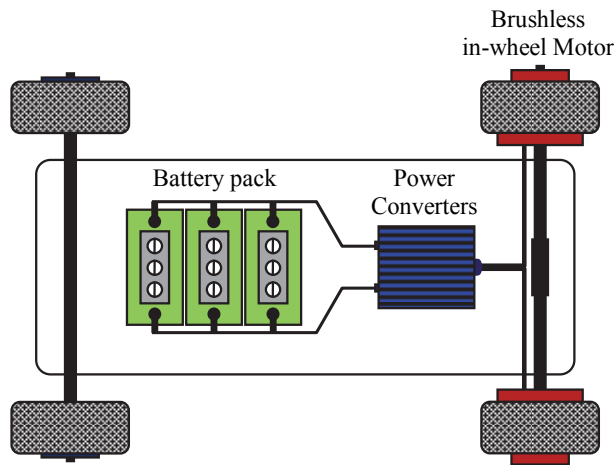 Brushless
in-wheel Motor
Battery pack
Power
Converters